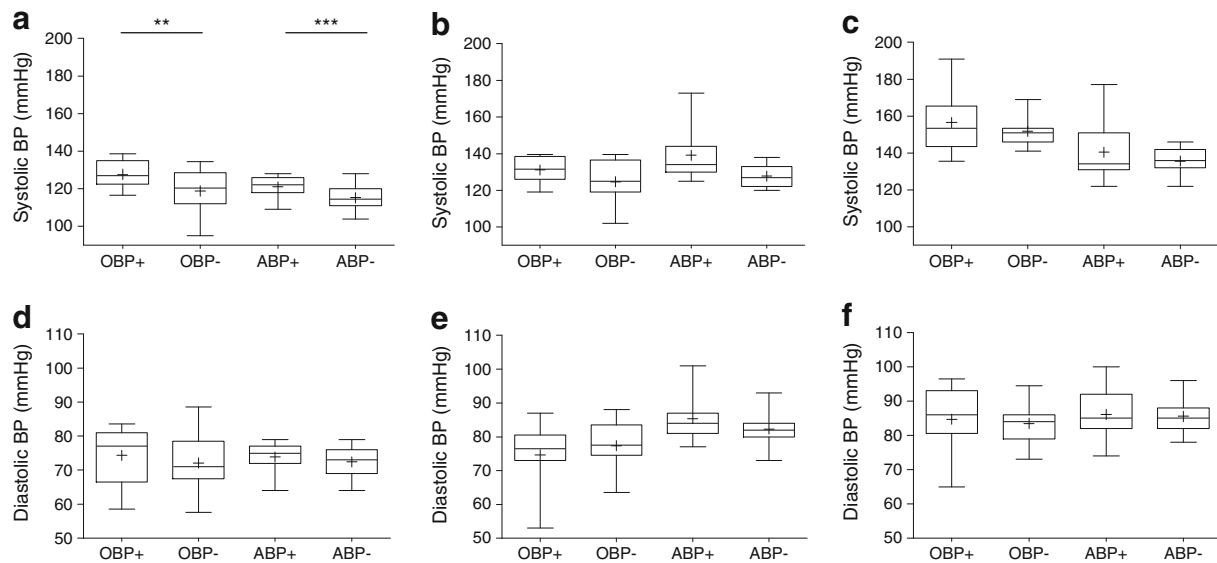 a
** ***
Systolic BP (mmHg)
200
180
160
140
120
100
OBP+ OBP- ABP+ ABP-
b
Systolic BP (mmHg)
200
180
160
140
120
100
OBP+ OBP- ABP+ ABP-
c
Systolic BP (mmHg)
200
180
160
140
120
100
OBP+ OBP- ABP+ ABP-
d
Diastolic BP (mmHg)
110
100
90
80
70
60
50
OBP+ OBP- ABP+ ABP-
e
Diastolic BP (mmHg)
110
100
90
80
70
60
50
OBP+ OBP- ABP+ ABP-
f
Diastolic BP (mmHg)
110
100
90
80
70
60
50
OBP+ OBP- ABP+ ABP-